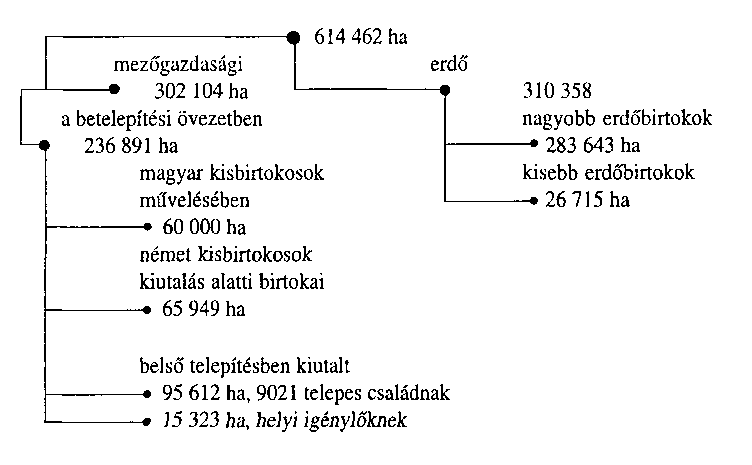 614 462 ha
mezőgazdasági
302 104 ha
a betelepítési övezetben
236 891 ha
magyar kisbirtokosok
művelésében
60 000 ha
német kisbirtokosok
kiutalás alatti birtokai
65 949 ha
belső telepítésben kiutalt
95 612 ha, 9021 telepes családnak
15 323 ha, helyi igénylőknek
erdő
310 358
nagyobb erdőbirtokok
283 643 ha
kisebb erdőbirtokok
26 715 ha